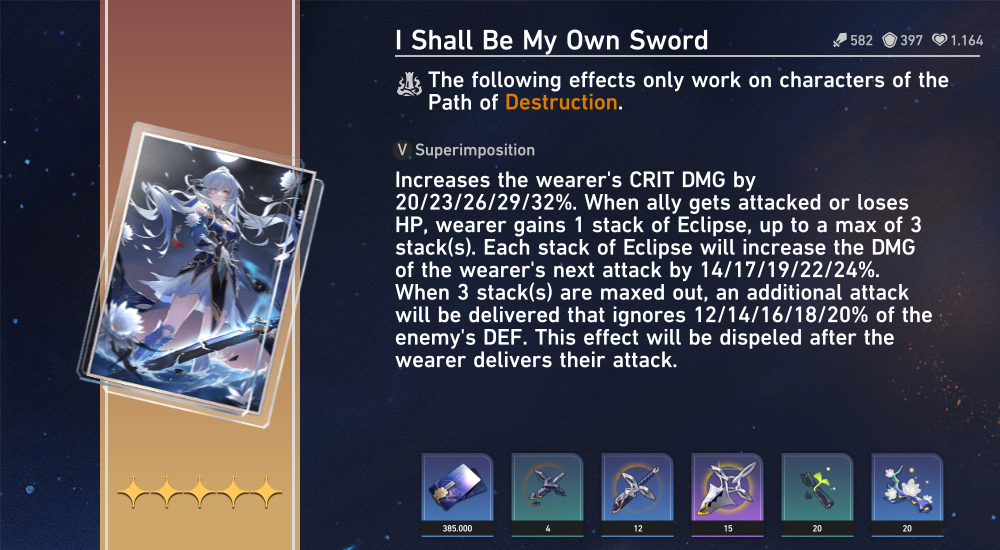 I Shall Be My Own Sword
582 397 1.164
The following effects only work on characters of the
Path of Destruction.
V Superimposition
Increases the wearer's CRIT DMG by
20/23/26/29/32%. When ally gets attacked or loses
HP, wearer gains 1 stack of Eclipse, up to a max of 3
stack(s). Each stack of Eclipse will increase the DMG
of the wearer's next attack by 14/17/19/22/24%.
When 3 stack(s) are maxed out, an additional attack
will be delivered that ignores 12/14/16/18/20% of the
enemy's DEF. This effect will be dispeled after the
wearer delivers their attack.
385.000 4 12 15 20 20